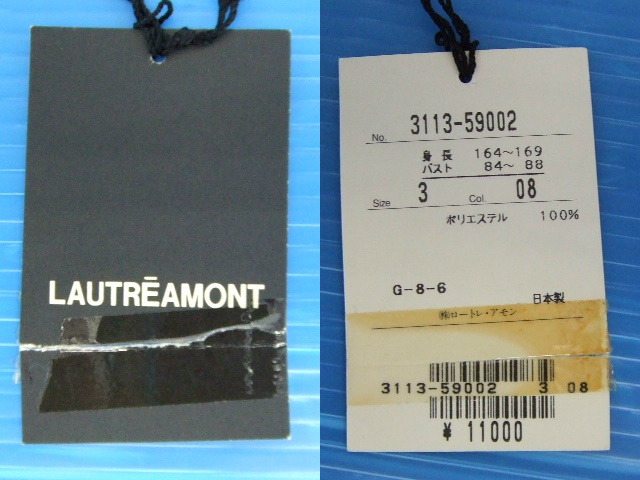 LAUTRĒAMONT
No. 3113-59002
身長 164~169
バスト 84~ 88
Size 3 Col. 08
ポリエステル 100%
G-8-6
日本製
㈱ロートレ・アモン
3113-59002 3 08
¥ 11000